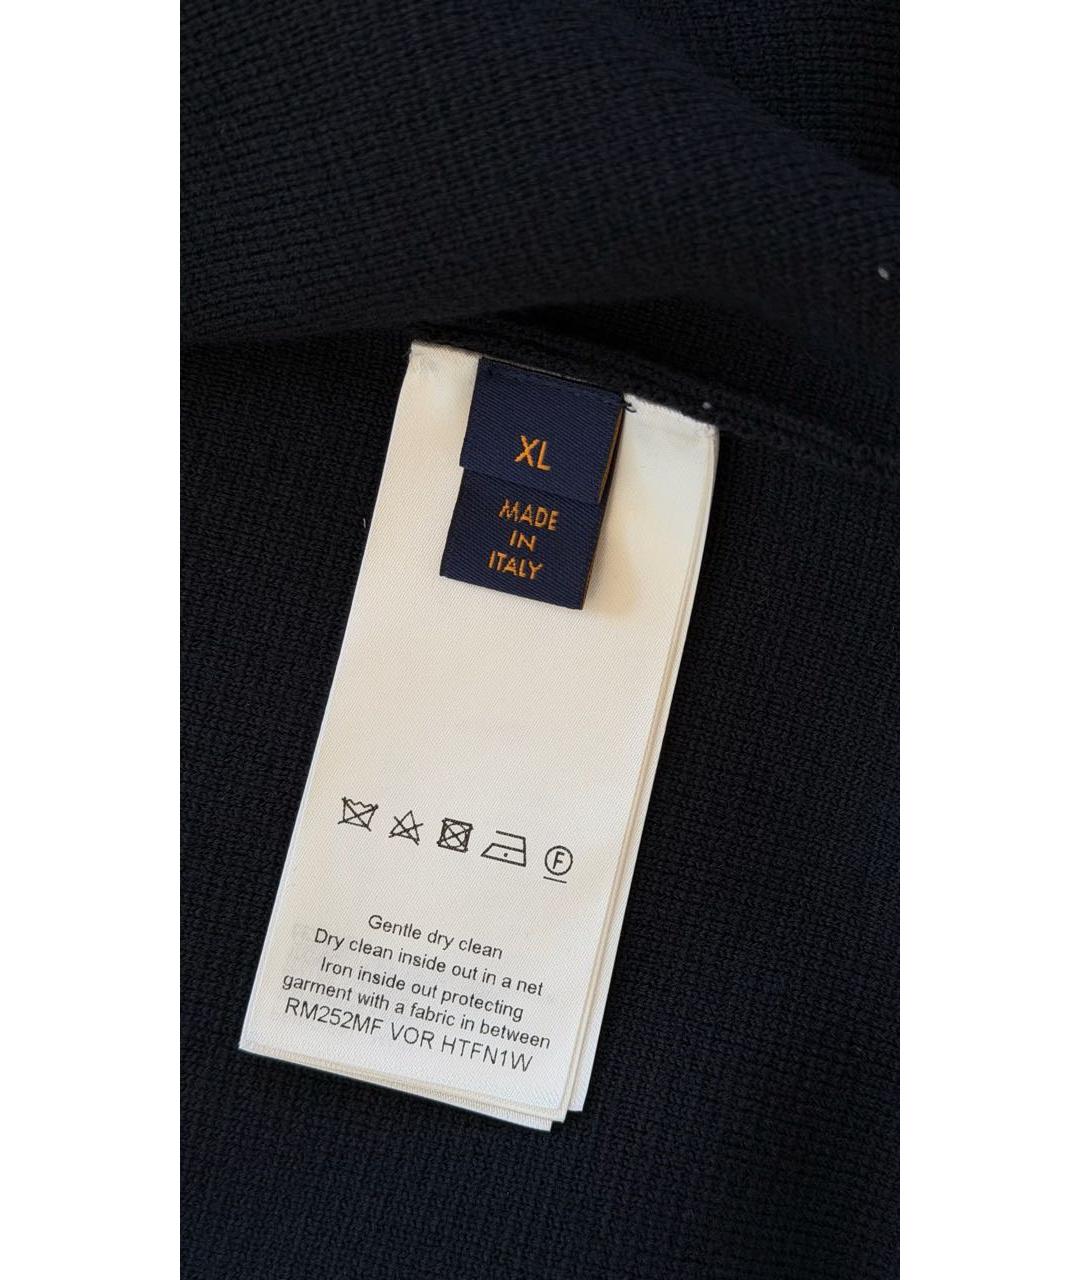 XL
MADE
IN
ITALY
F
Gentle dry clean
Dry clean inside out in a net
Iron inside out protecting
garment with a fabric in between
RM252MF VOR HTFN1W